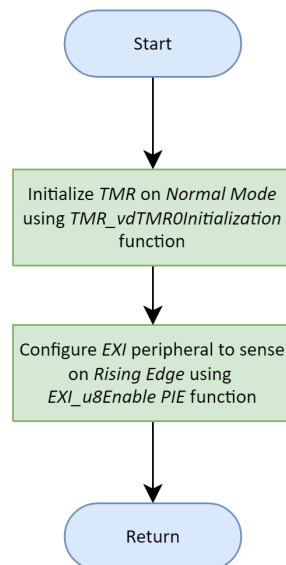 Start
Initialize TMR on Normal Mode
using TMR_vdTMR0Initialization
function
Configure EXI peripheral to sense
on Rising Edge using
EXI_u8Enable PIE function
Return